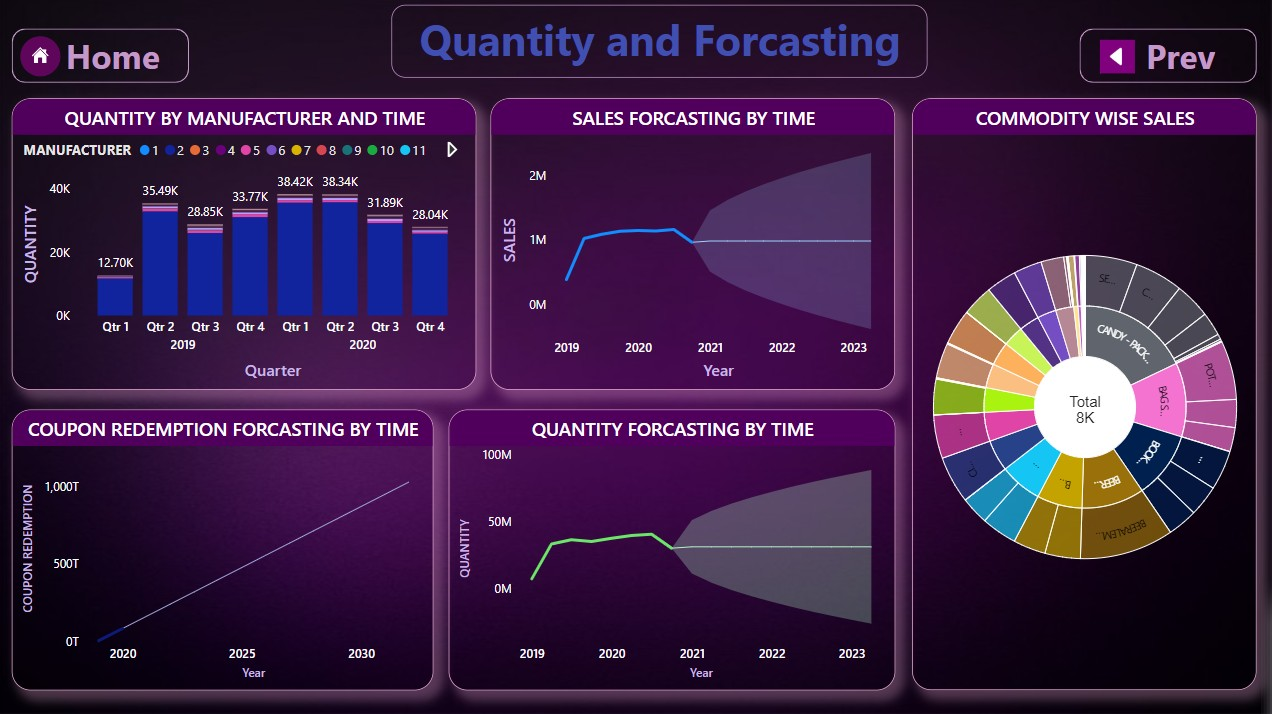 Quantity and Forcasting
Home
Prev
QUANTITY BY MANUFACTURER AND TIME
MANUFACTURER 1 2 3 4 5 6 7 8 9 10 11
QUANTITY
40K
20K
0K
12.70K
35.49K
28.85K
33.77K
38.42K
38.34K
31.89K
28.04K
Qtr 1 Qtr 2 Qtr 3 Qtr 4 Qtr 1 Qtr 2 Qtr 3 Qtr 4
2019 2020
Quarter
SALES FORCASTING BY TIME
SALES
2M
1M
0M
2019 2020 2021 2022 2023
Year
COMMODITY WISE SALES
SE...
C...
CANDY - PACK...
POT...
BAG S...
...
BOOK...
BEER...
BEER/ALEM...
B...
...
CI...
...
Total
8K
COUPON REDEMPTION FORCASTING BY TIME
COUPON REDEMPTION
1,000T
500T
0T
2020 2025 2030
Year
QUANTITY FORCASTING BY TIME
QUANTITY
100M
50M
0M
2019 2020 2021 2022 2023
Year